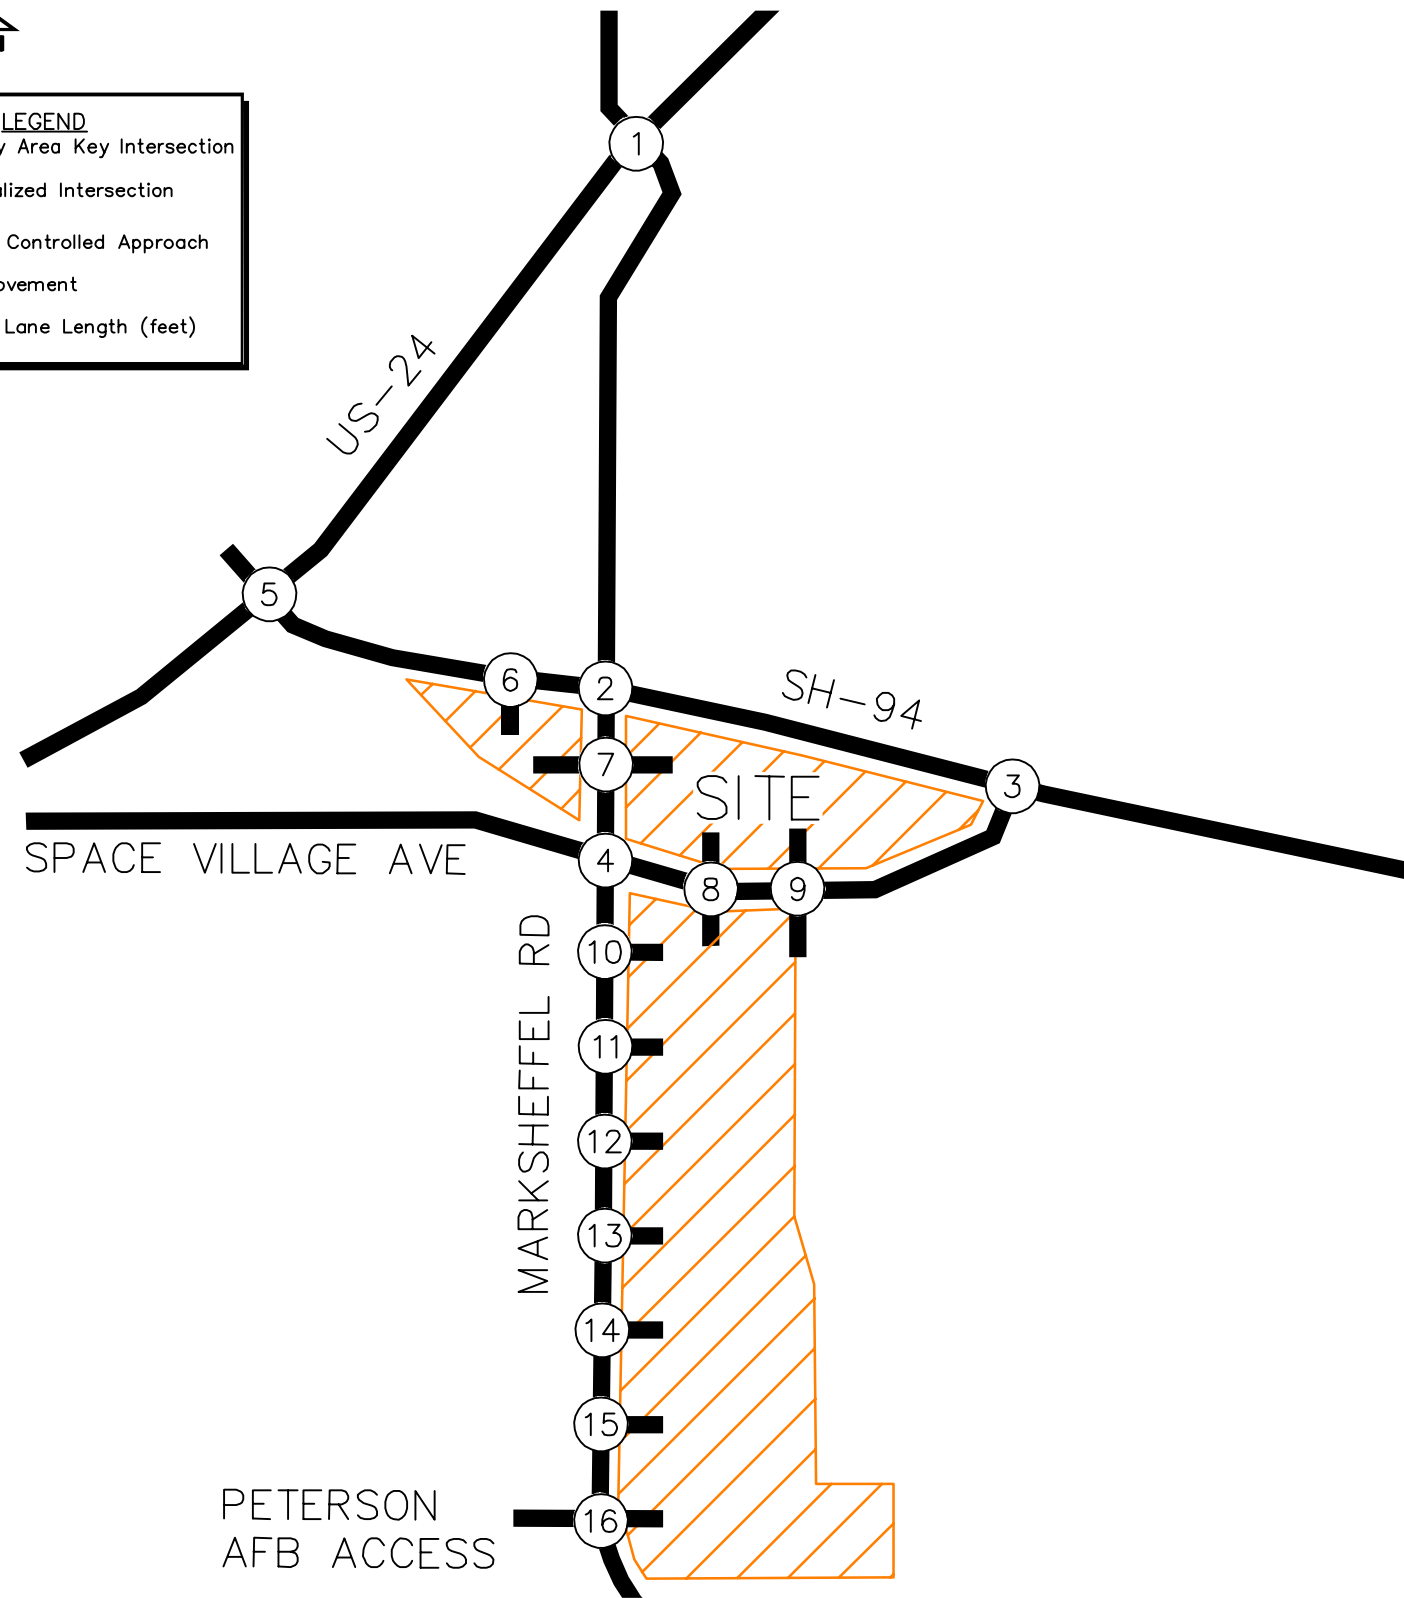 LEGEND
Area Key Intersection
Intersection
Controlled Approach
Lane Length (feet)
1
US-24
5
6
2
SH-94
7
3
SITE
SPACE VILLAGE AVE
4
8
9
MARKSHEFFEL RD
10
11
12
13
14
15
PETERSON
AFB ACCESS
16